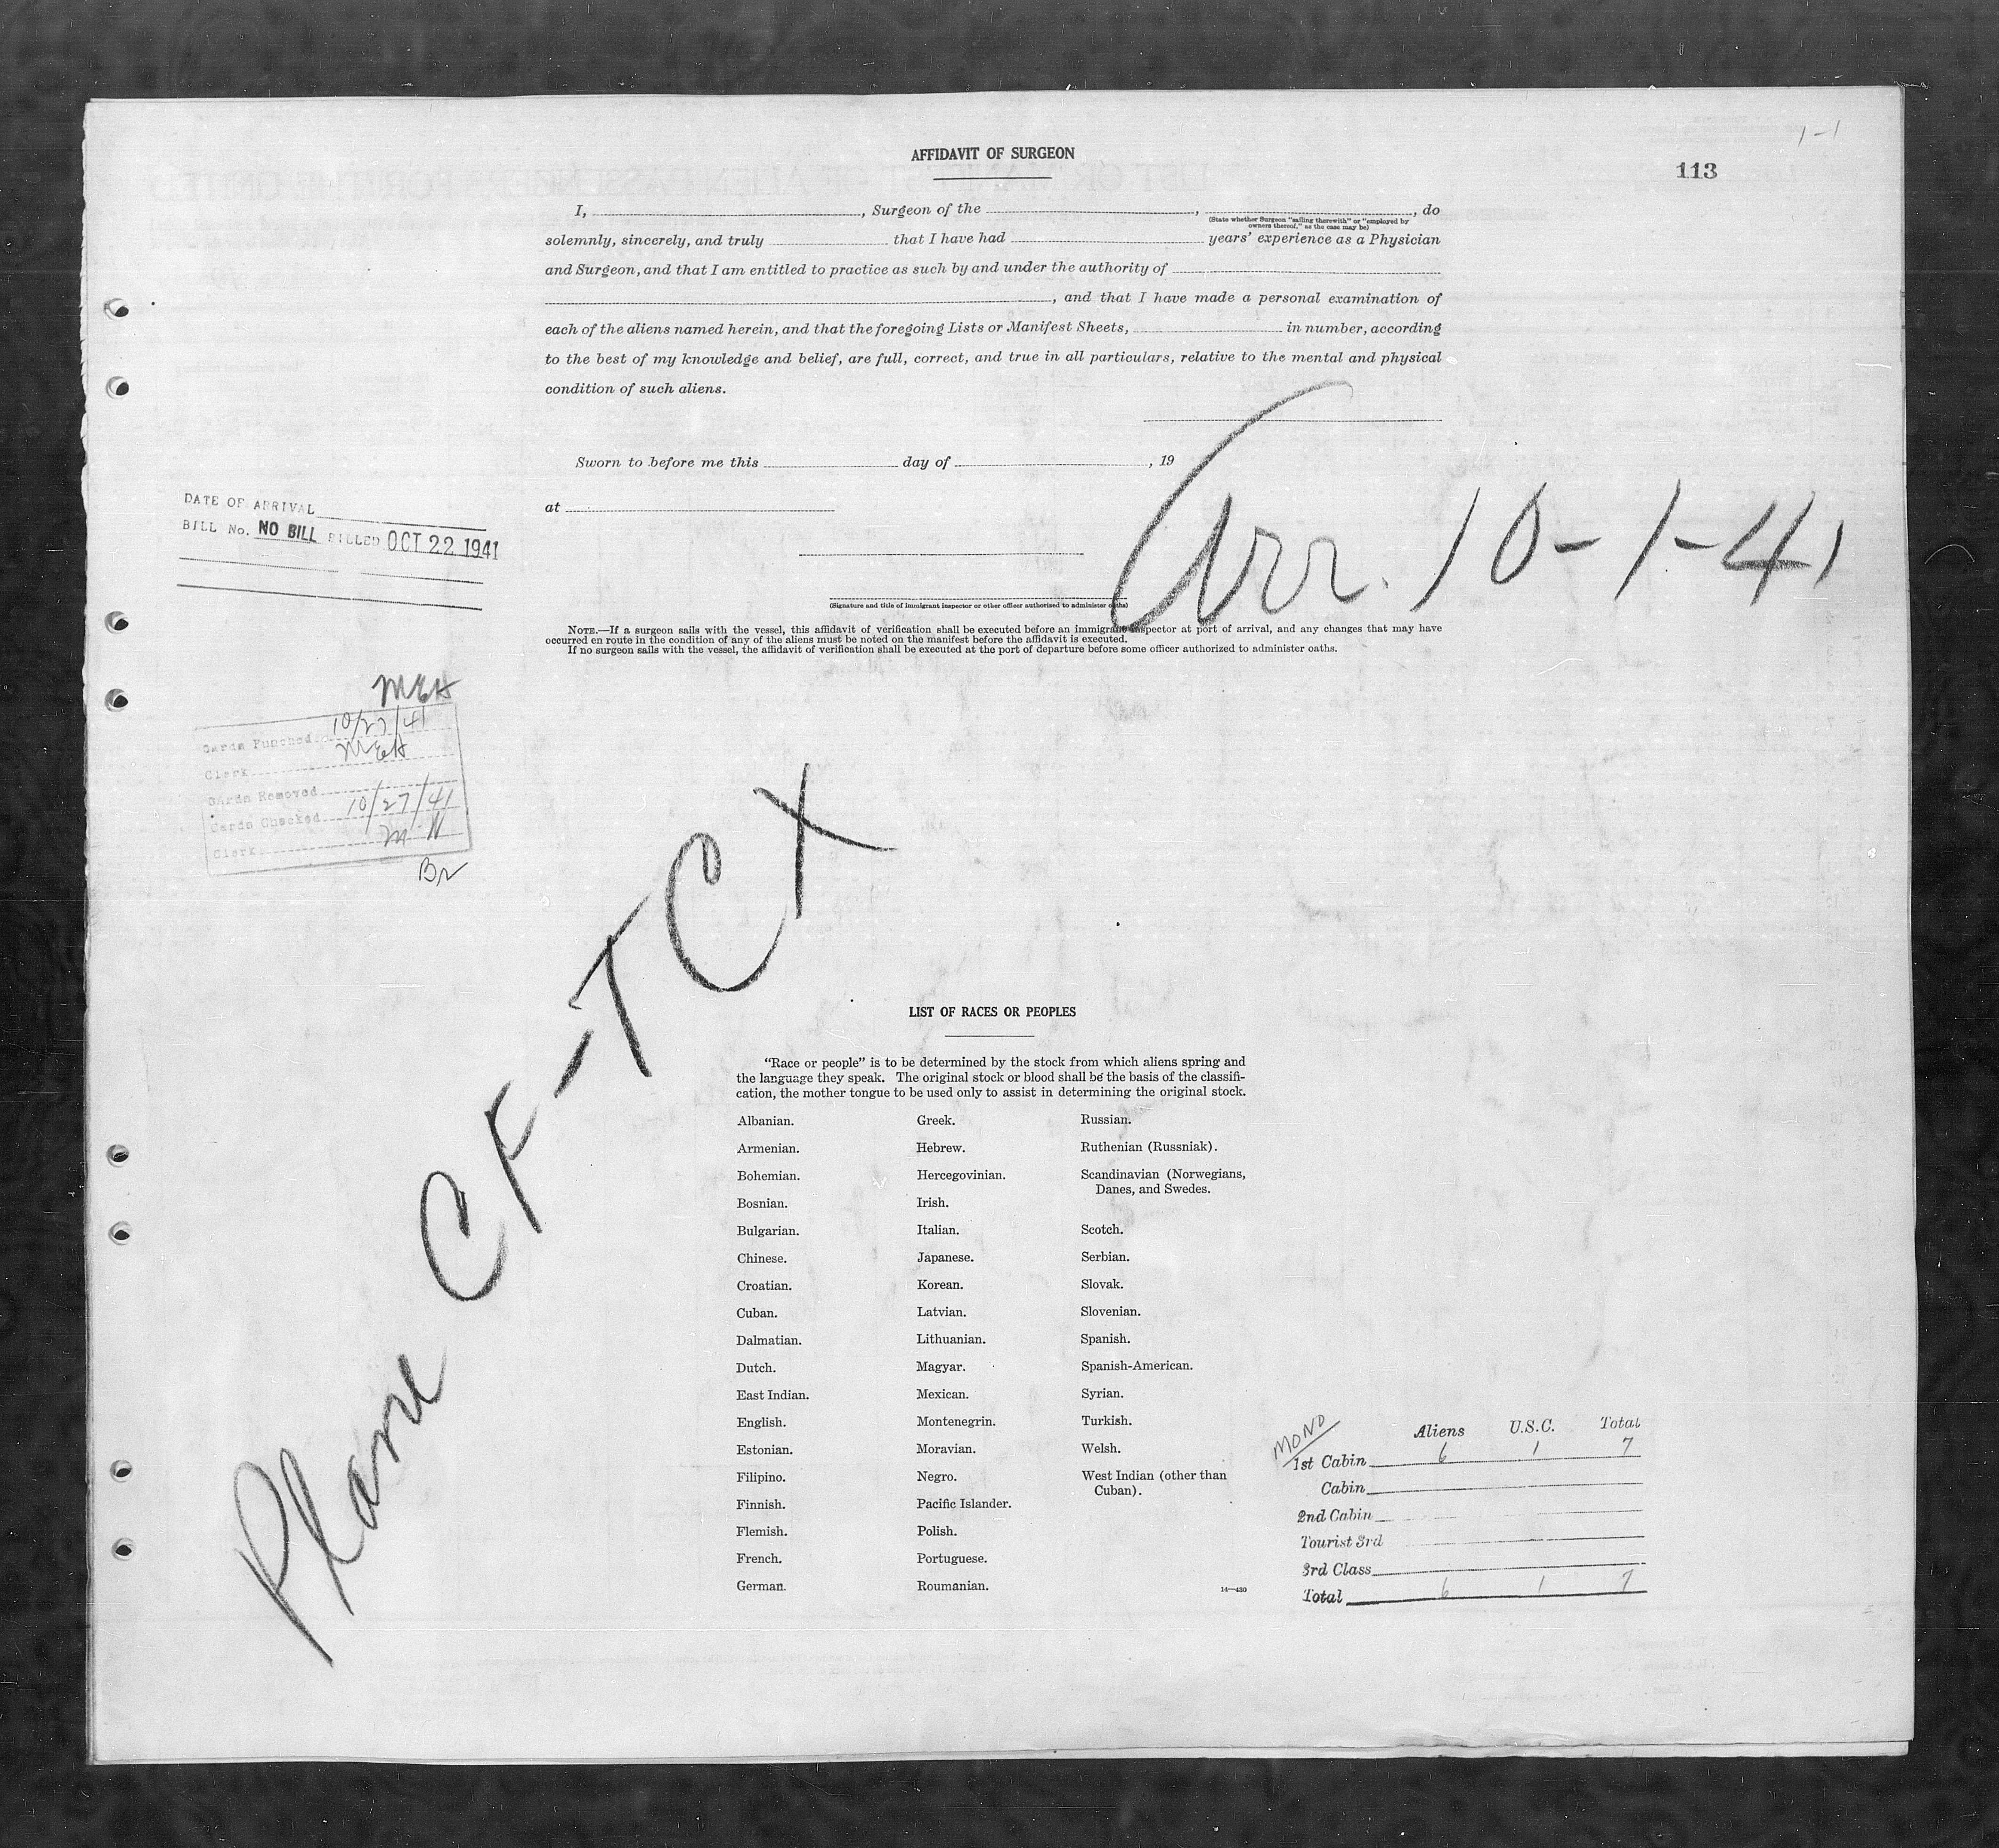 1-1
113
AFFIDAVIT OF SURGEON
I, , Surgeon of the , , do
(State whether Surgeon "sailing therewith" or "employed by
owners thereof," as the case may be)
solemnly, sincerely, and truly that I have had years' experience as a Physician
and Surgeon, and that I am entitled to practice as such by and under the authority of
, and that I have made a personal examination of
each of the aliens named herein, and that the foregoing Lists or Manifest Sheets, in number, according
to the best of my knowledge and belief, are full, correct, and true in all particulars, relative to the mental and physical
condition of such aliens.
Sworn to before me this day of , 19
at
Arr. 10-1-41
DATE OF ARRIVAL
BILL No. NO BILL BILLED OCT 22 1941
(Signature and title of immigrant inspector or other officer authorized to administer oaths)
NOTE.—If a surgeon sails with the vessel, this affidavit of verification shall be executed before an immigrant inspector at port of arrival, and any changes that may have
occurred en route in the condition of any of the aliens must be noted on the manifest before the affidavit is executed.
If no surgeon sails with the vessel, the affidavit of verification shall be executed at the port of departure before some officer authorized to administer oaths.
MEH
Cards Punched 10/27/41
Clerk MEH
Cards Removed
Cards Checked 10/27/41
Clerk
Plane CF-TCX
LIST OF RACES OR PEOPLES
"Race or people" is to be determined by the stock from which aliens spring and
the language they speak. The original stock or blood shall be the basis of the classifi-
cation, the mother tongue to be used only to assist in determining the original stock.
Albanian. Greek. Russian.
Armenian. Hebrew. Ruthenian (Russniak).
Bohemian. Hercegovinian. Scandinavian (Norwegians,
Danes, and Swedes.
Bosnian. Irish.
Bulgarian. Italian. Scotch.
Chinese. Japanese. Serbian.
Croatian. Korean. Slovak.
Cuban. Latvian. Slovenian.
Dalmatian. Lithuanian. Spanish.
Dutch. Magyar. Spanish-American.
East Indian. Mexican. Syrian.
English. Montenegrin. Turkish.
Estonian. Moravian. Welsh.
Filipino. Negro. West Indian (other than
Cuban).
Finnish. Pacific Islander.
Flemish. Polish.
French. Portuguese.
German. Roumanian.
14—430
MONO
Aliens U.S.C. Total
1st Cabin 6 1 7
Cabin
2nd Cabin
Tourist 3rd
3rd Class
Total 6 1 7